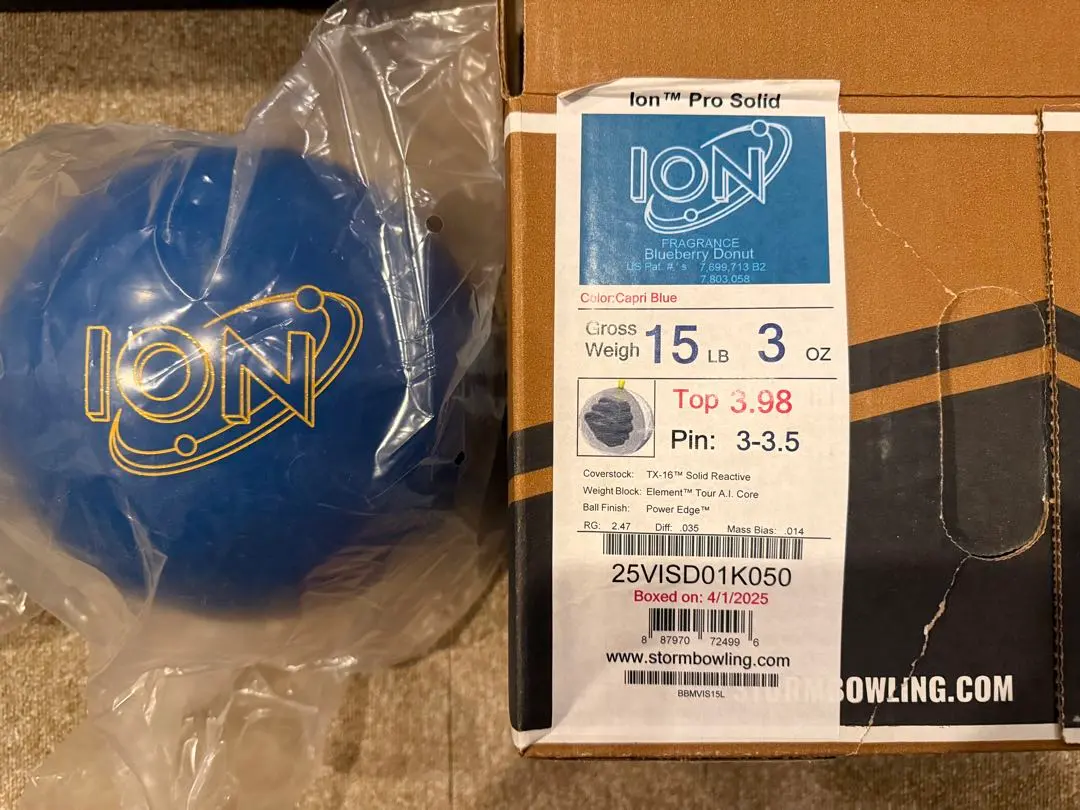 ION
Ion™ Pro Solid
ION
FRAGRANCE
Blueberry Donut
US Pat. #,'s 7,699,713 B2
7,803,058
Color:Capri Blue
Gross
Weigh 15 LB 3 OZ
Top 3.98
Pin: 3-3.5
Coverstock: TX-16™ Solid Reactive
Weight Block: Element™ Tour A.I. Core
Ball Finish: Power Edge™
RG: 2.47 Diff: .035 Mass Bias: .014
25VISD01K050
Boxed on: 4/1/2025
8 87970 72499 6
www.stormbowling.com
BBMVIS15L
STORMBOWLING.COM